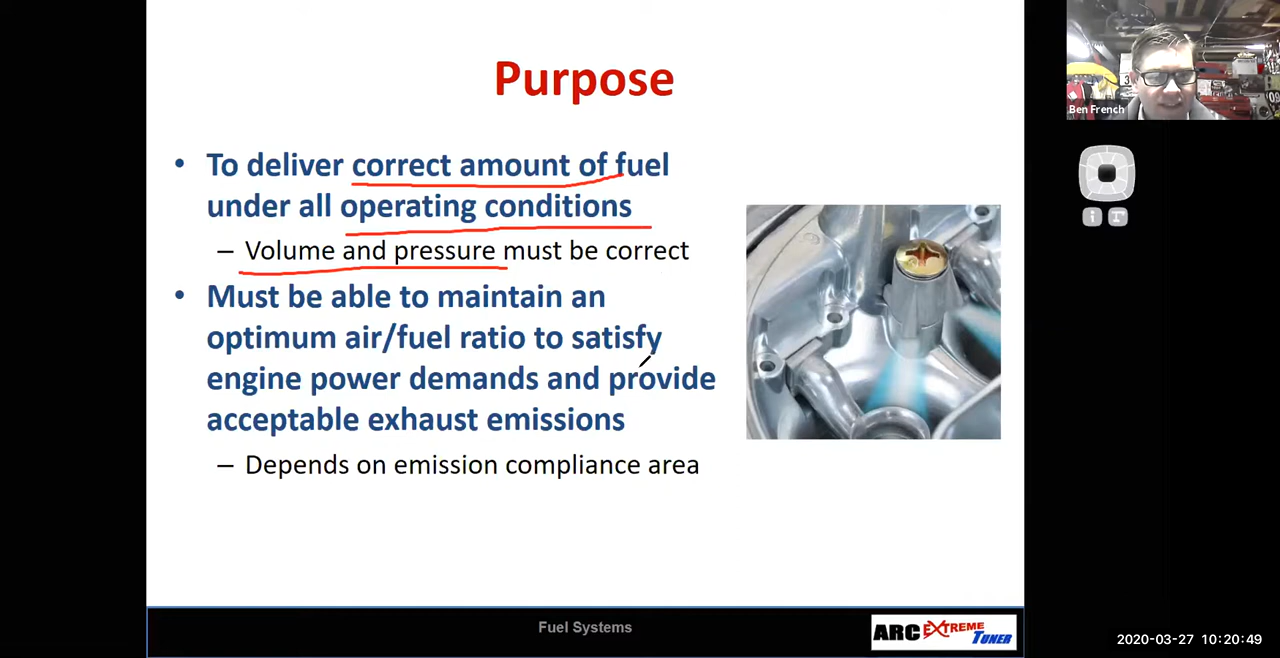 Purpose
• To deliver correct amount of fuel
under all operating conditions
– Volume and pressure must be correct
• Must be able to maintain an
optimum air/fuel ratio to satisfy
engine power demands and provide
acceptable exhaust emissions
– Depends on emission compliance area
Fuel Systems
ARC EXTREME
TUNER
Ben French
2020-03-27 10:20:49